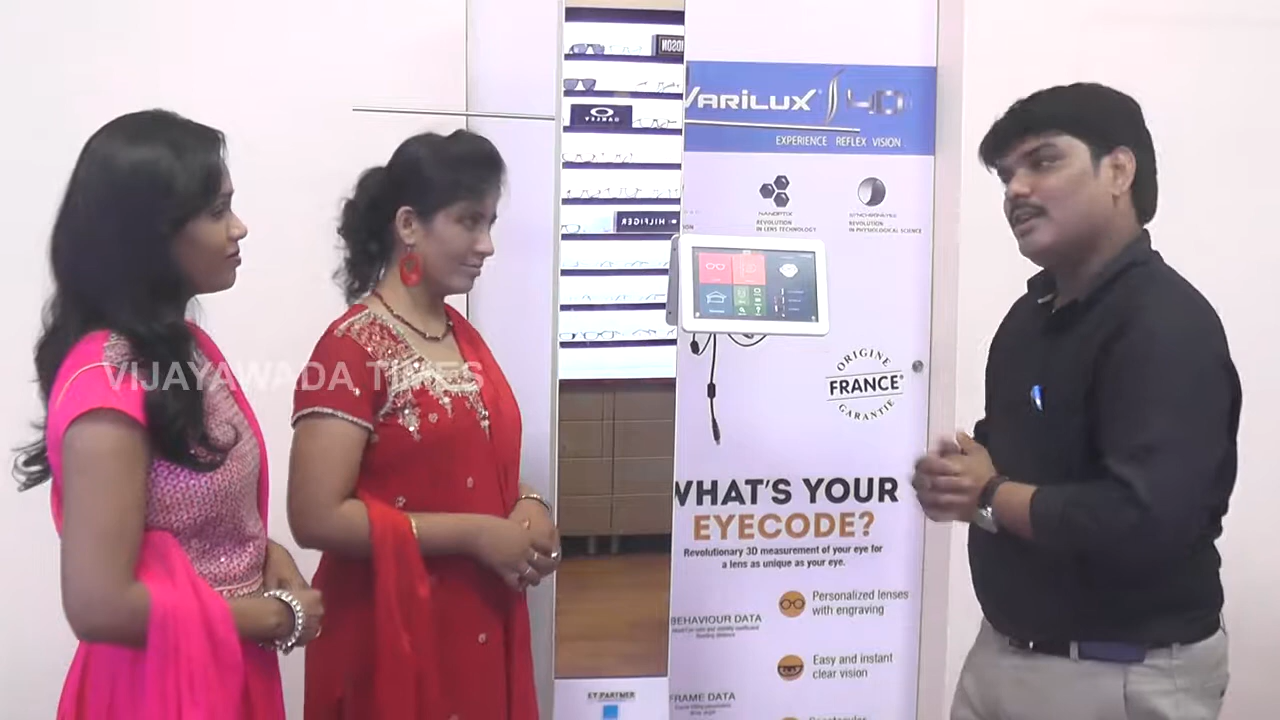 VARILUX S 4D
EXPERIENCE REFLEX VISION
NANOPTIX
REVOLUTION
IN LENS TECHNOLOGY
SYNCHRONEYES
REVOLUTION
IN PHYSIOLOGICAL SCIENCE
OAKLEY
HILFIGER
ORIGINE
FRANCE
GARANTIE
VIJAYAWADA TIMES
WHAT'S YOUR
EYECODE?
Revolutionary 3D measurement of your eye for
a lens as unique as your eye.
Personalized lenses
with engraving
BEHAVIOUR DATA
Easy and instant
clear vision
FRAME DATA